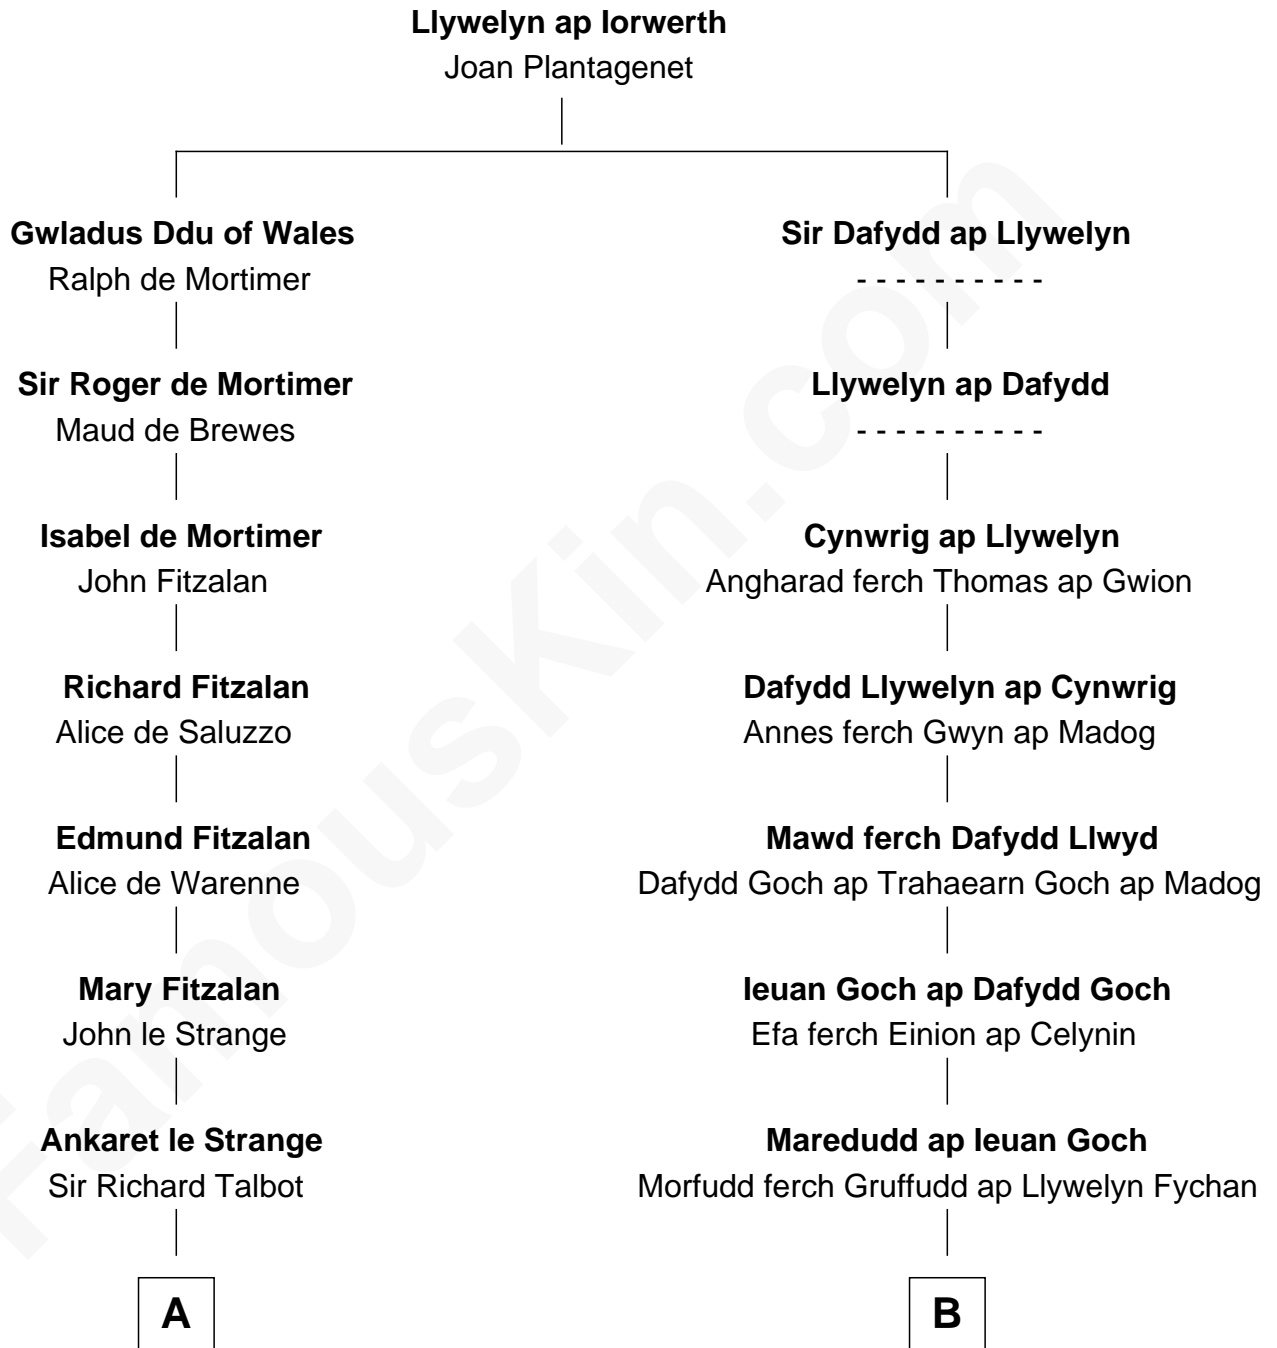 Llywelyn ap Iorwerth
Joan Plantagenet
Gwladus Ddu of Wales
Ralph de Mortimer
Sir Dafydd ap Llywelyn
- - - - - - - - - -
Sir Roger de Mortimer
Maud de Brewes
Llywelyn ap Dafydd
- - - - - - - - - -
Isabel de Mortimer
John Fitzalan
Cynwrig ap Llywelyn
Angharad ferch Thomas ap Gwion
Richard Fitzalan
Alice de Saluzzo
Dafydd Llywelyn ap Cynwrig
Annes ferch Gwyn ap Madog
Edmund Fitzalan
Alice de Warenne
Mawd ferch Dafydd Llwyd
Dafydd Goch ap Trahaearn Goch ap Madog
Mary Fitzalan
John le Strange
Ieuan Goch ap Dafydd Goch
Efa ferch Einion ap Celynin
Ankaret le Strange
Sir Richard Talbot
Maredudd ap Ieuan Goch
Morfudd ferch Gruffudd ap Llywelyn Fychan
A
B
FamousKin.com